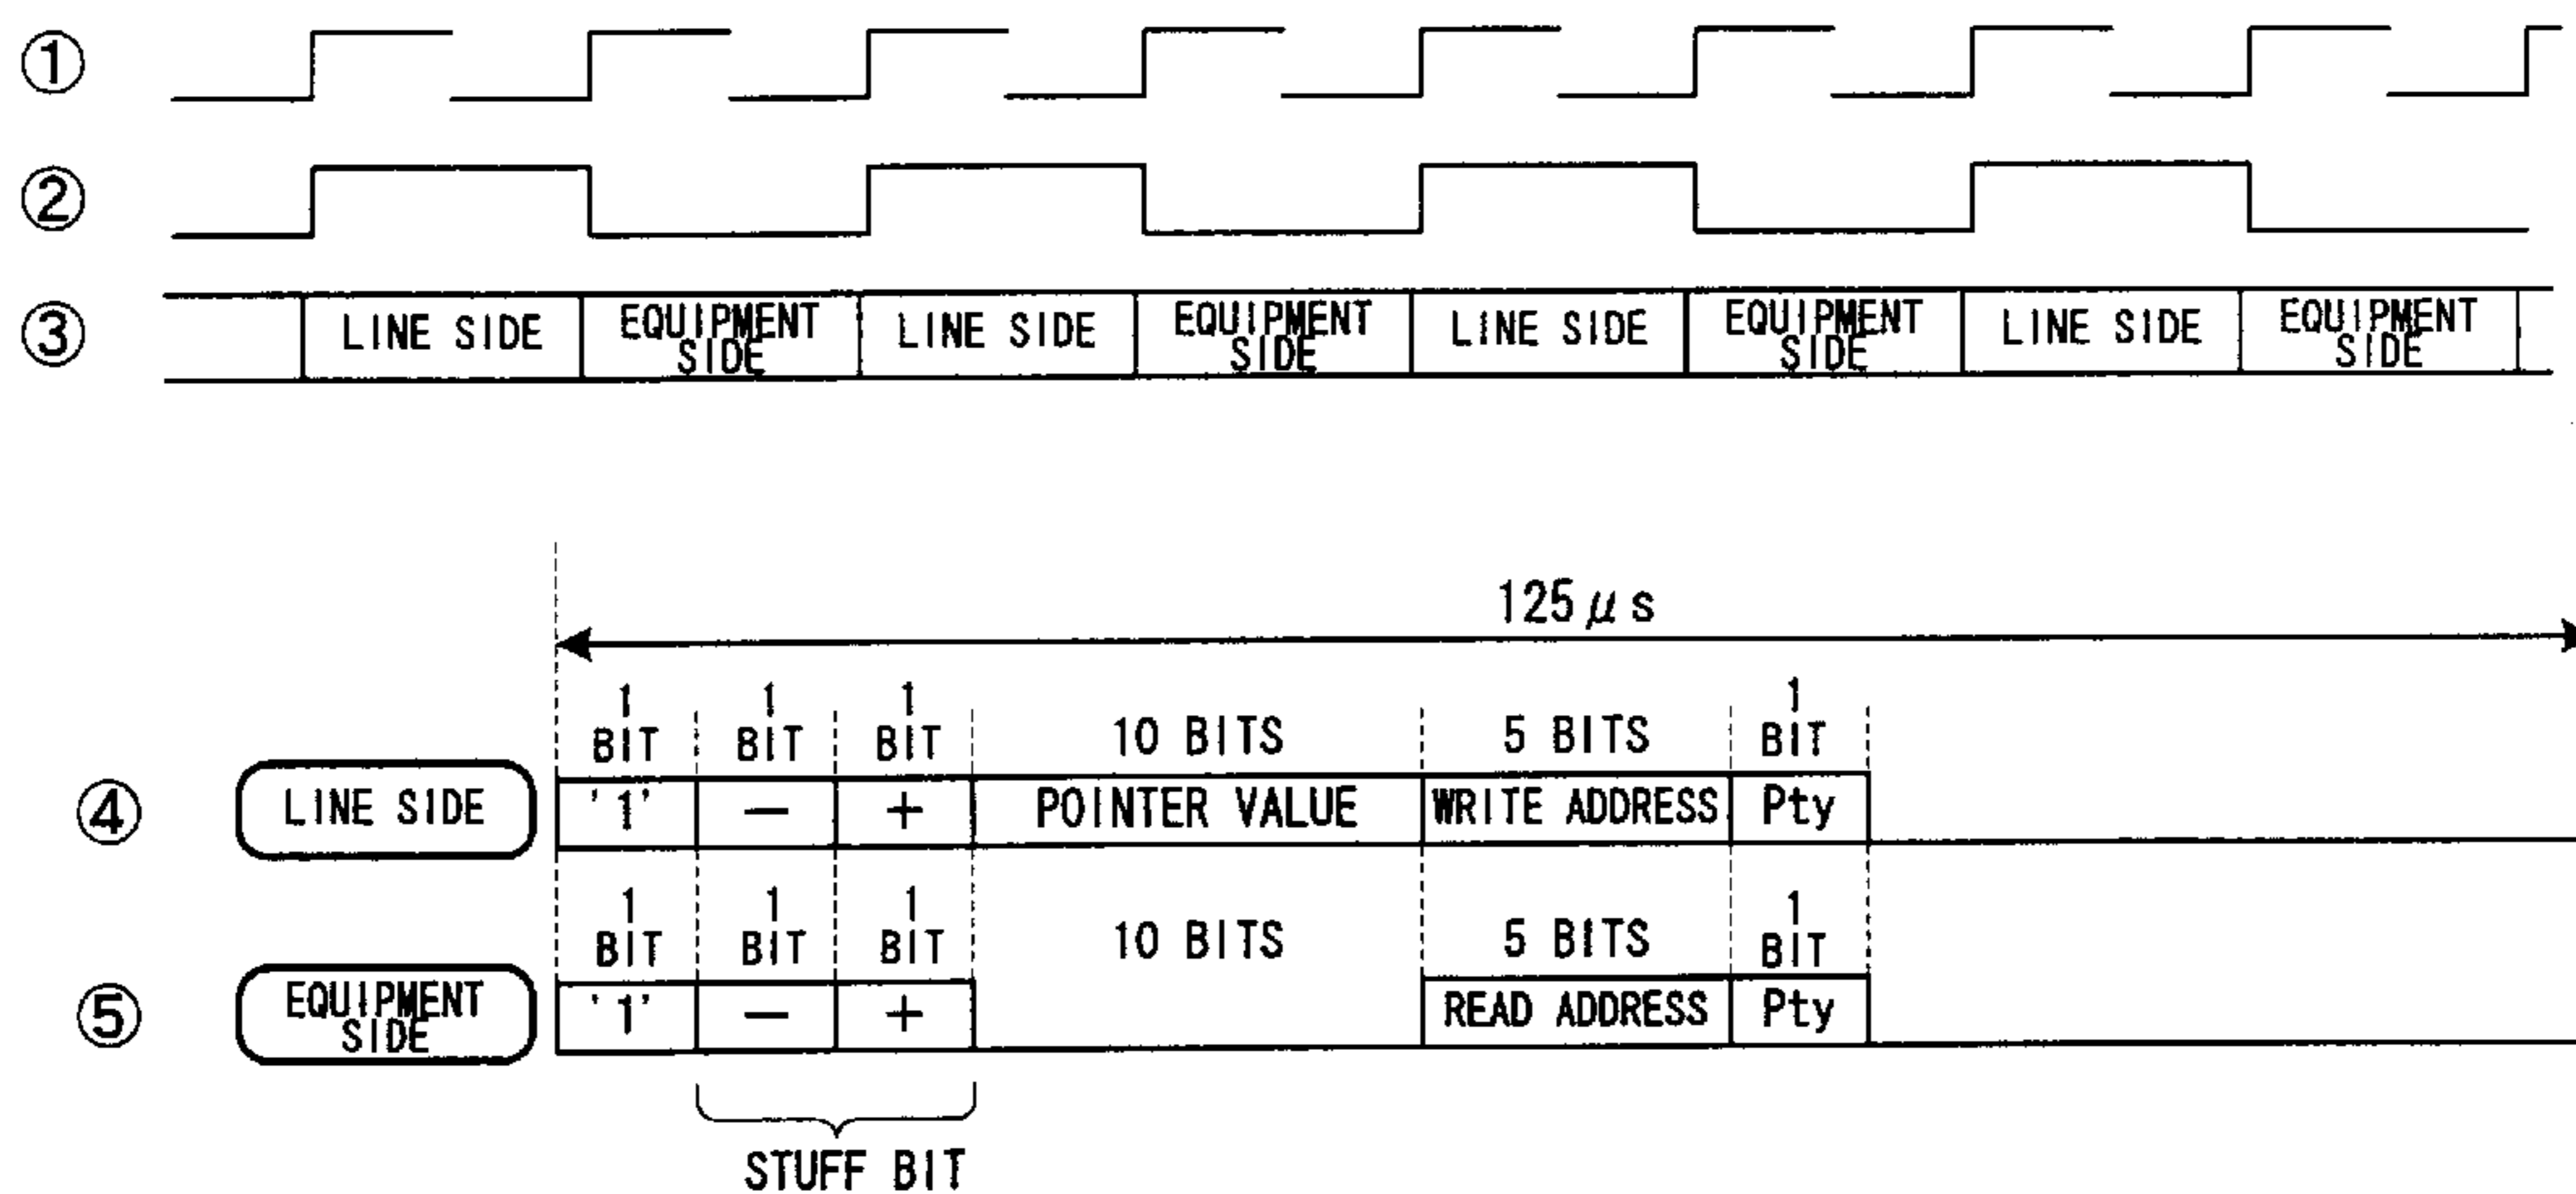 ①
②
③ LINE SIDE EQUIPMENT SIDE LINE SIDE EQUIPMENT SIDE LINE SIDE EQUIPMENT SIDE LINE SIDE EQUIPMENT SIDE
125μs
1 BIT 1 BIT 1 BIT 10 BITS 5 BITS 1 BIT
④ LINE SIDE '1' − + POINTER VALUE WRITE ADDRESS Pty
1 BIT 1 BIT 1 BIT 10 BITS 5 BITS 1 BIT
⑤ EQUIPMENT SIDE '1' − + READ ADDRESS Pty
STUFF BIT